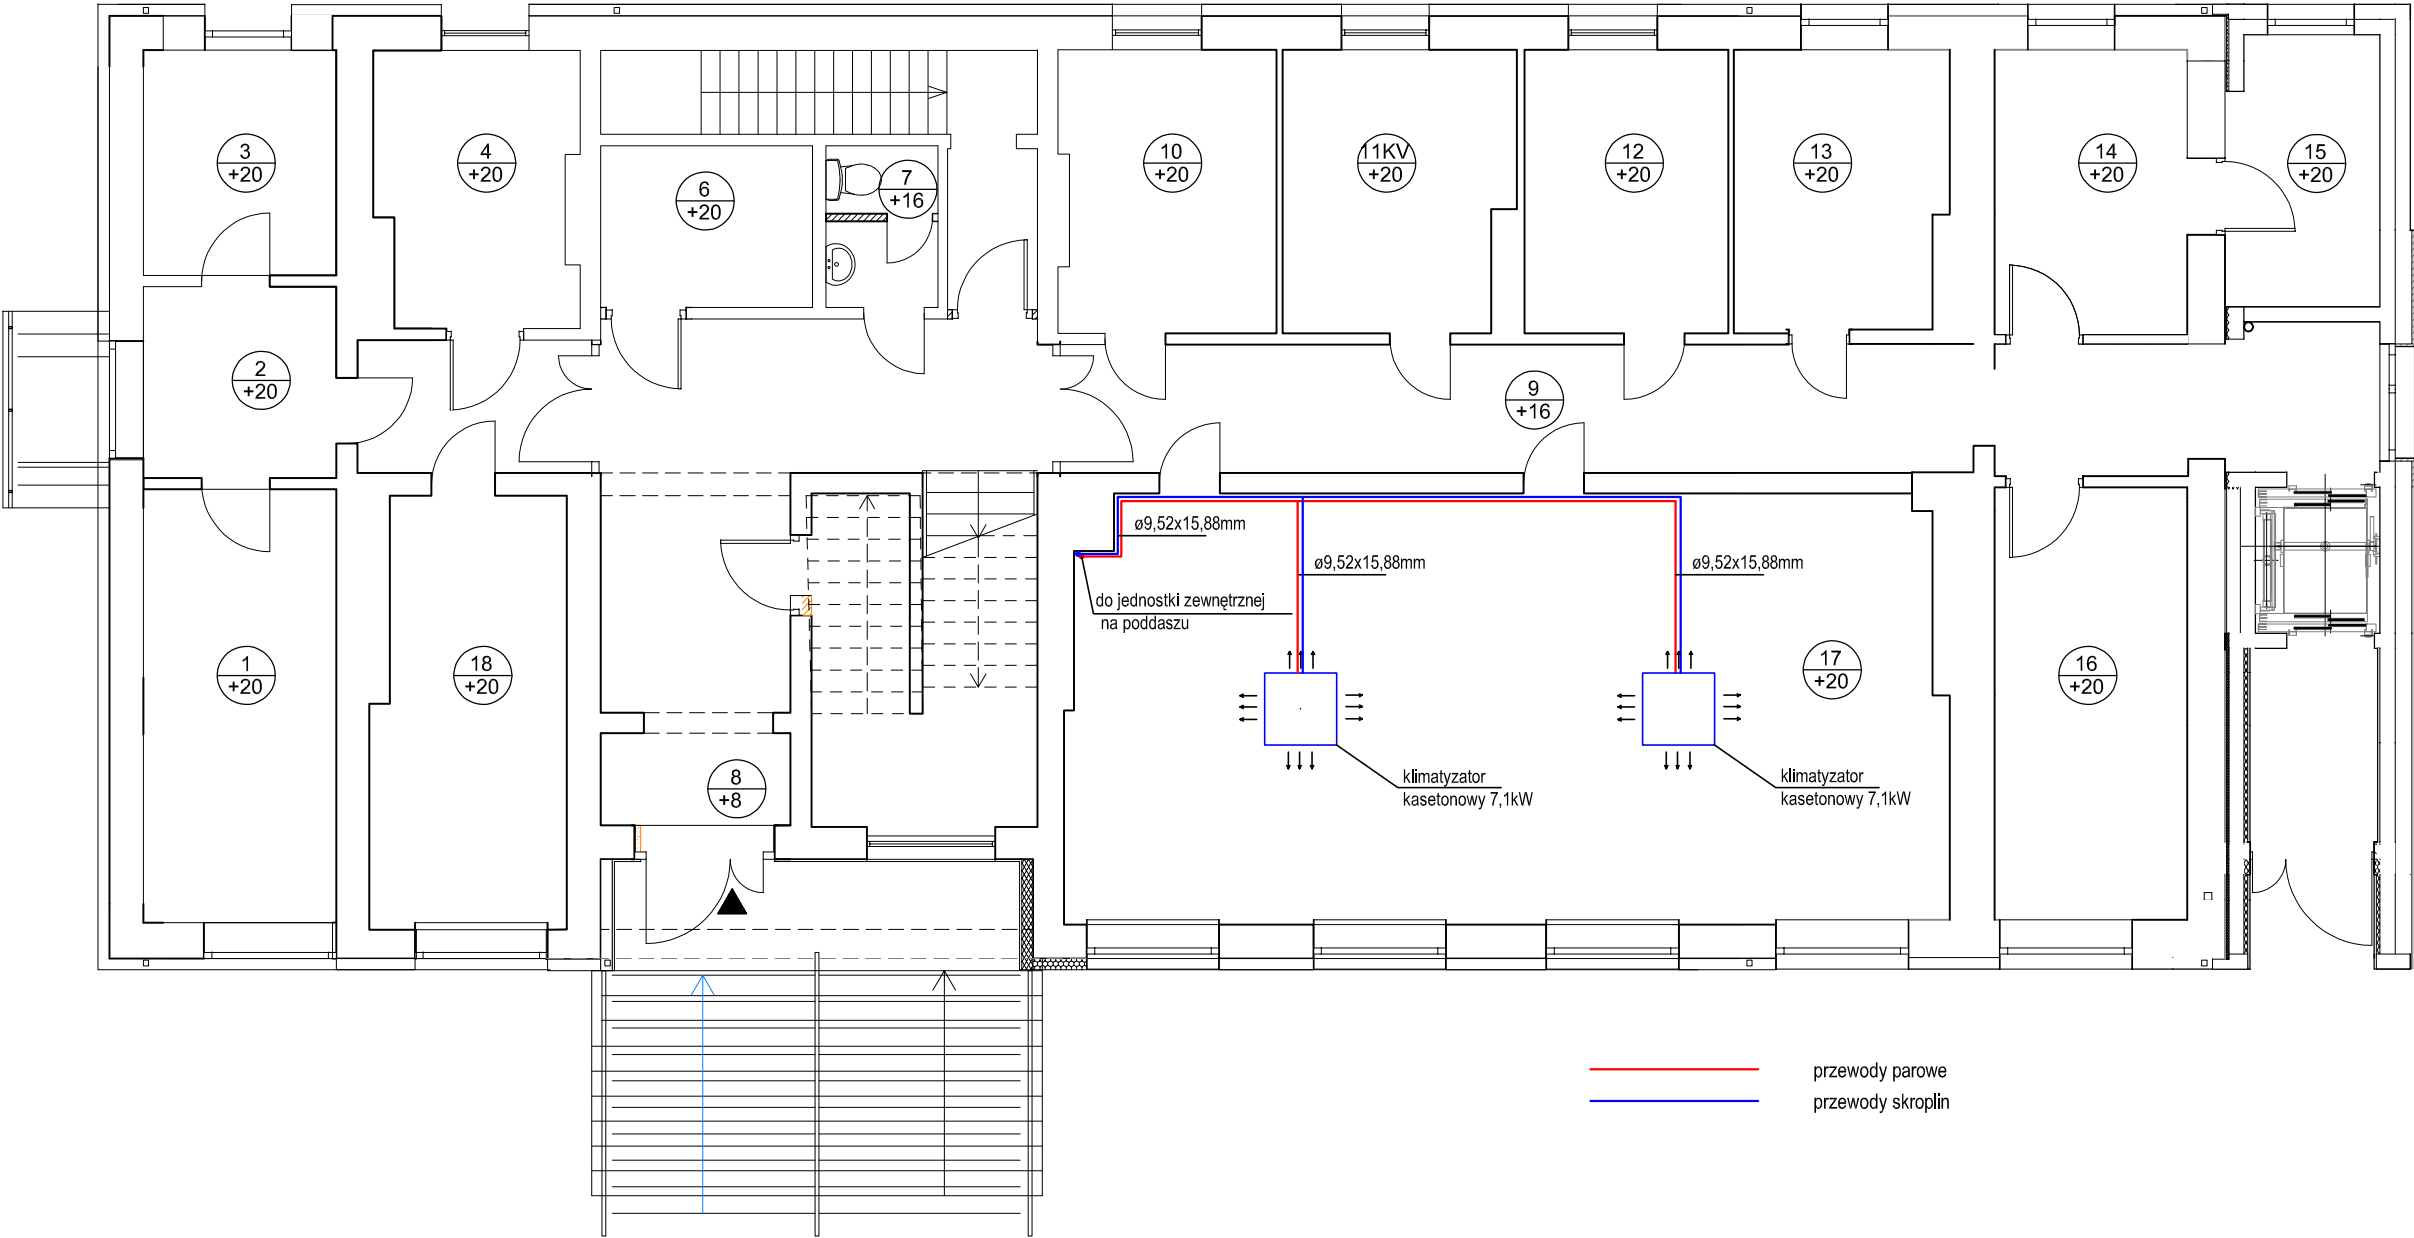 3
+20
4
+20
6
+20
7
+16
10
+20
11KV
+20
12
+20
13
+20
14
+20
15
+20
2
+20
9
+16
ø9,52x15,88mm
ø9,52x15,88mm
ø9,52x15,88mm
do jednostki zewnętrznej
na poddaszu
1
+20
18
+20
17
+20
16
+20
8
+8
klimatyzator
kasetonowy 7,1kW
klimatyzator
kasetonowy 7,1kW
przewody parowe
przewody skroplin